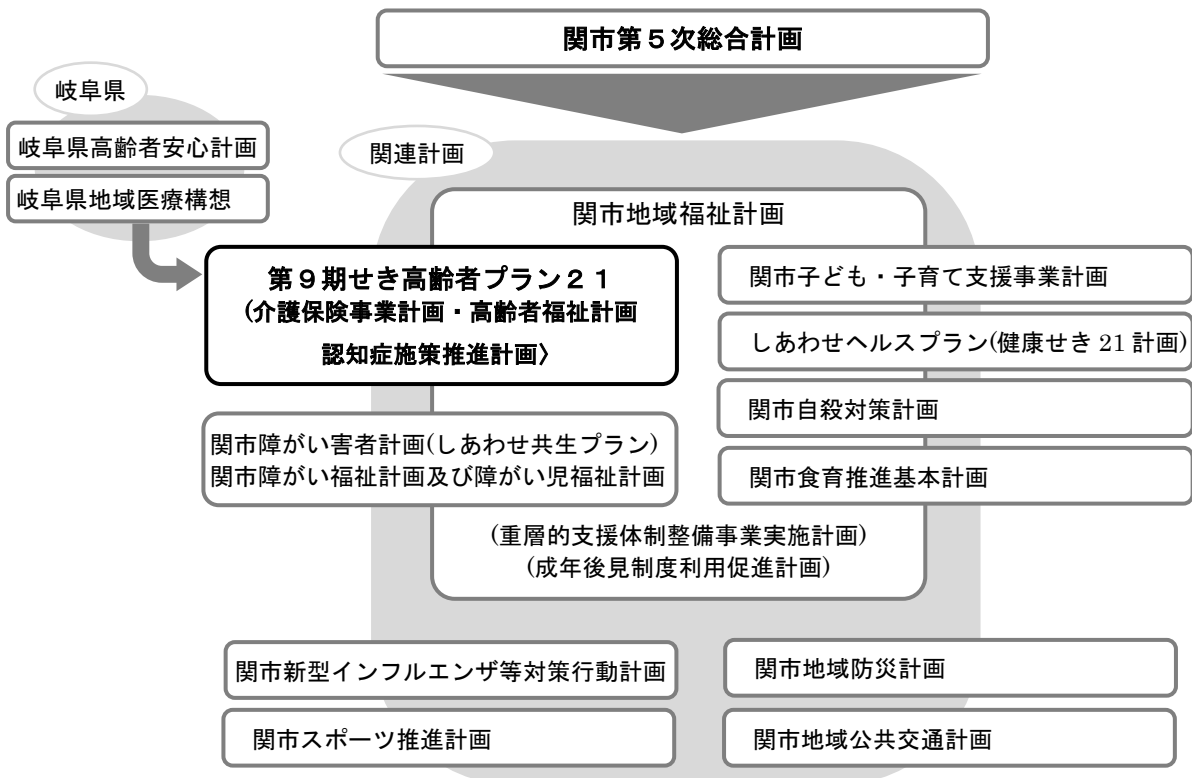 関市第５次総合計画
岐阜県
岐阜県高齢者安心計画
岐阜県地域医療構想
関連計画
関市地域福祉計画
第９期せき高齢者プラン２１
(介護保険事業計画・高齢者福祉計画
認知症施策推進計画〉
関市障がい害者計画(しあわせ共生プラン)
関市障がい福祉計画及び障がい児福祉計画
関市子ども・子育て支援事業計画
しあわせヘルスプラン(健康せき 21 計画)
関市自殺対策計画
関市食育推進基本計画
(重層的支援体制整備事業実施計画)
(成年後見制度利用促進計画)
関市新型インフルエンザ等対策行動計画
関市スポーツ推進計画
関市地域防災計画
関市地域公共交通計画